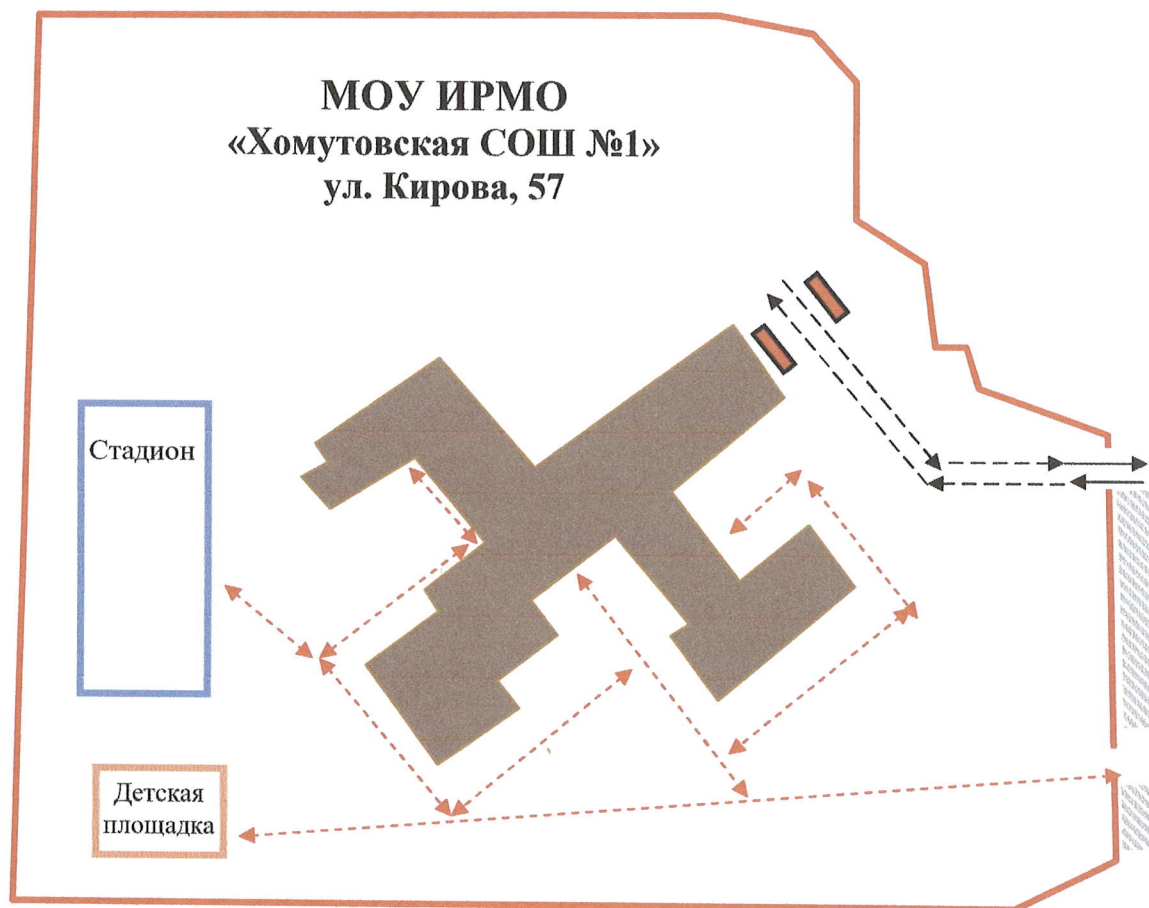 МОУ ИРМО
«Хомутовская СОШ №1»
ул. Кирова, 57
Стадион
Детская
площадка